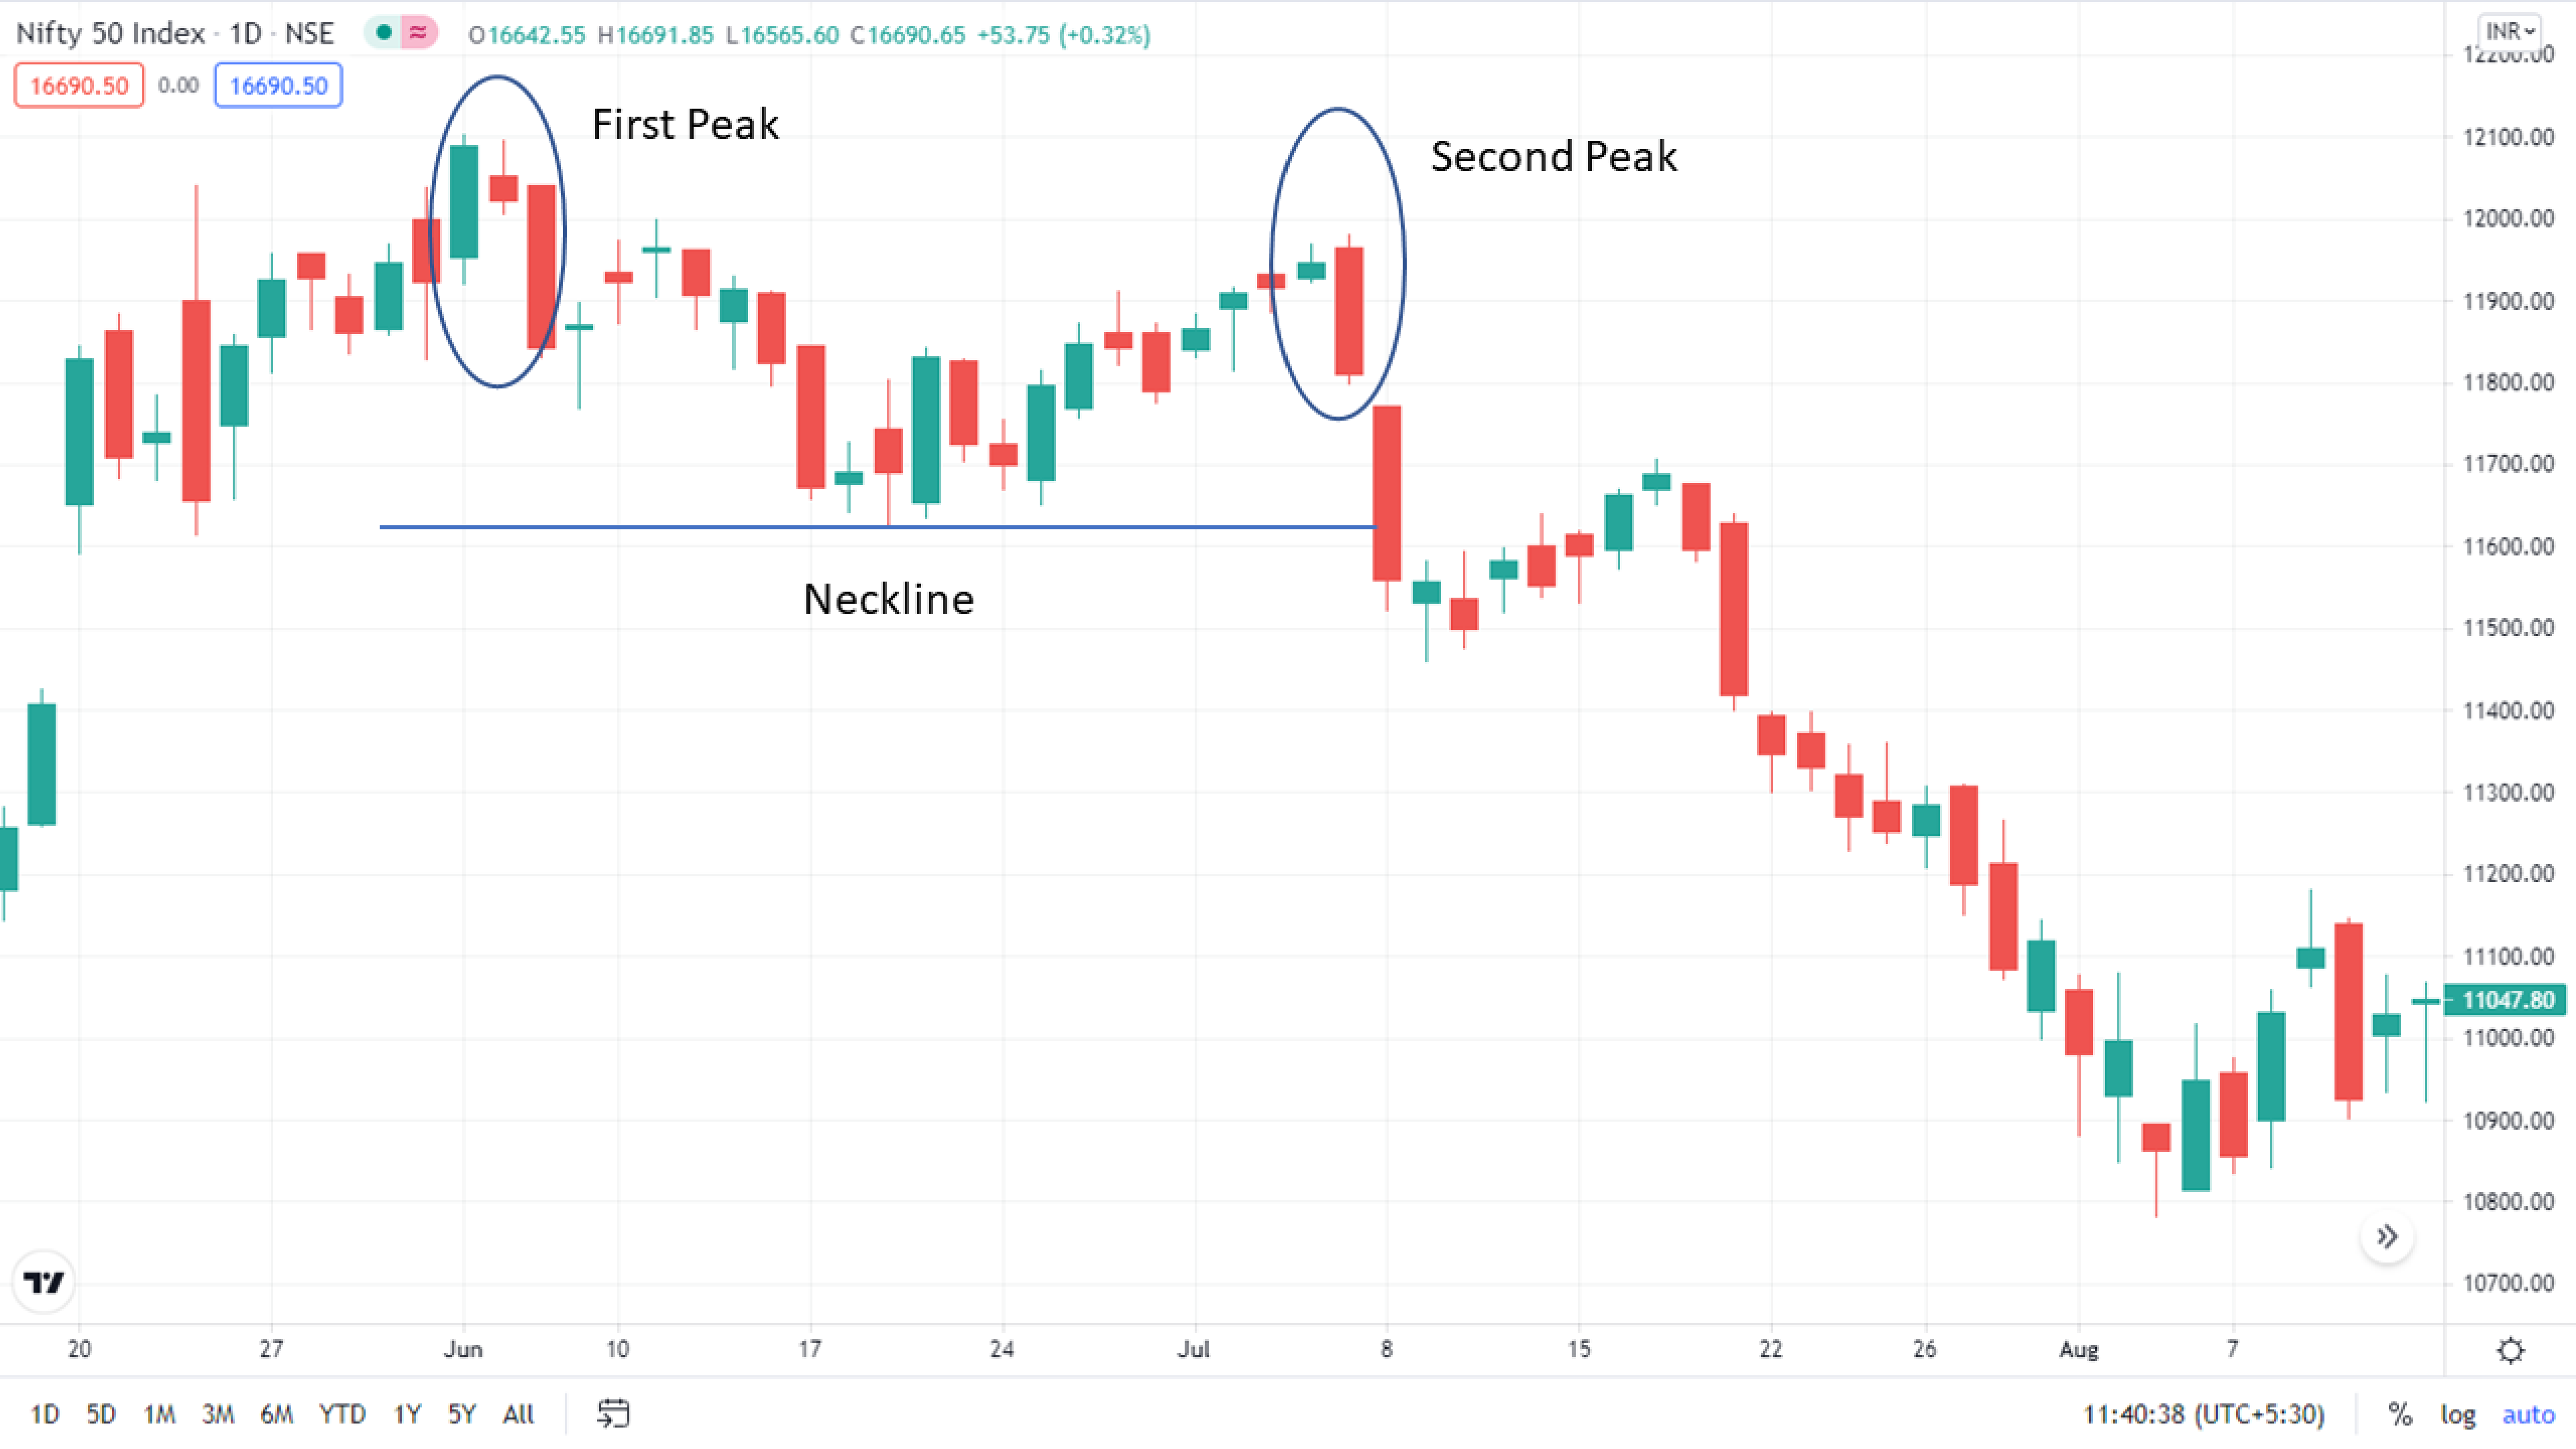 Nifty 50 Index · 1D · NSE O16642.55 H16691.85 L16565.60 C16690.65 +53.75 (+0.32%)
INR
12200.00
16690.50 0.00 16690.50
First Peak
12100.00
Second Peak
12000.00
11900.00
11800.00
11700.00
11600.00
Neckline
11500.00
11400.00
11300.00
11200.00
11100.00
11047.80
11000.00
10900.00
10800.00
10700.00
20 27 Jun 10 17 24 Jul 8 15 22 26 Aug 7
1D 5D 1M 3M 6M YTD 1Y 5Y All 11:40:38 (UTC+5:30) % log auto